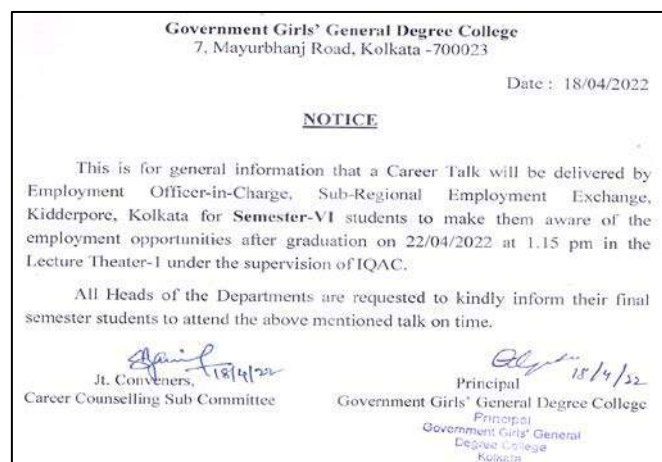 Government Girls' General Degree College
7, Mayurbhanj Road, Kolkata -700023
Date : 18/04/2022
NOTICE
This is for general information that a Career Talk will be delivered by
Employment Officer-in-Charge, Sub-Regional Employment Exchange,
Kidderpore, Kolkata for Semester-VI students to make them aware of the
employment opportunities after graduation on 22/04/2022 at 1.15 pm in the
Lecture Theater-1 under the supervision of IQAC.
All Heads of the Departments are requested to kindly inform their final
semester students to attend the above mentioned talk on time.
18/4/22
Jt. Conveners,
Career Counselling Sub Committee
18/4/22
Principal
Government Girls' General Degree College
Principal
Government Girls' General
Degree College
Kolkata